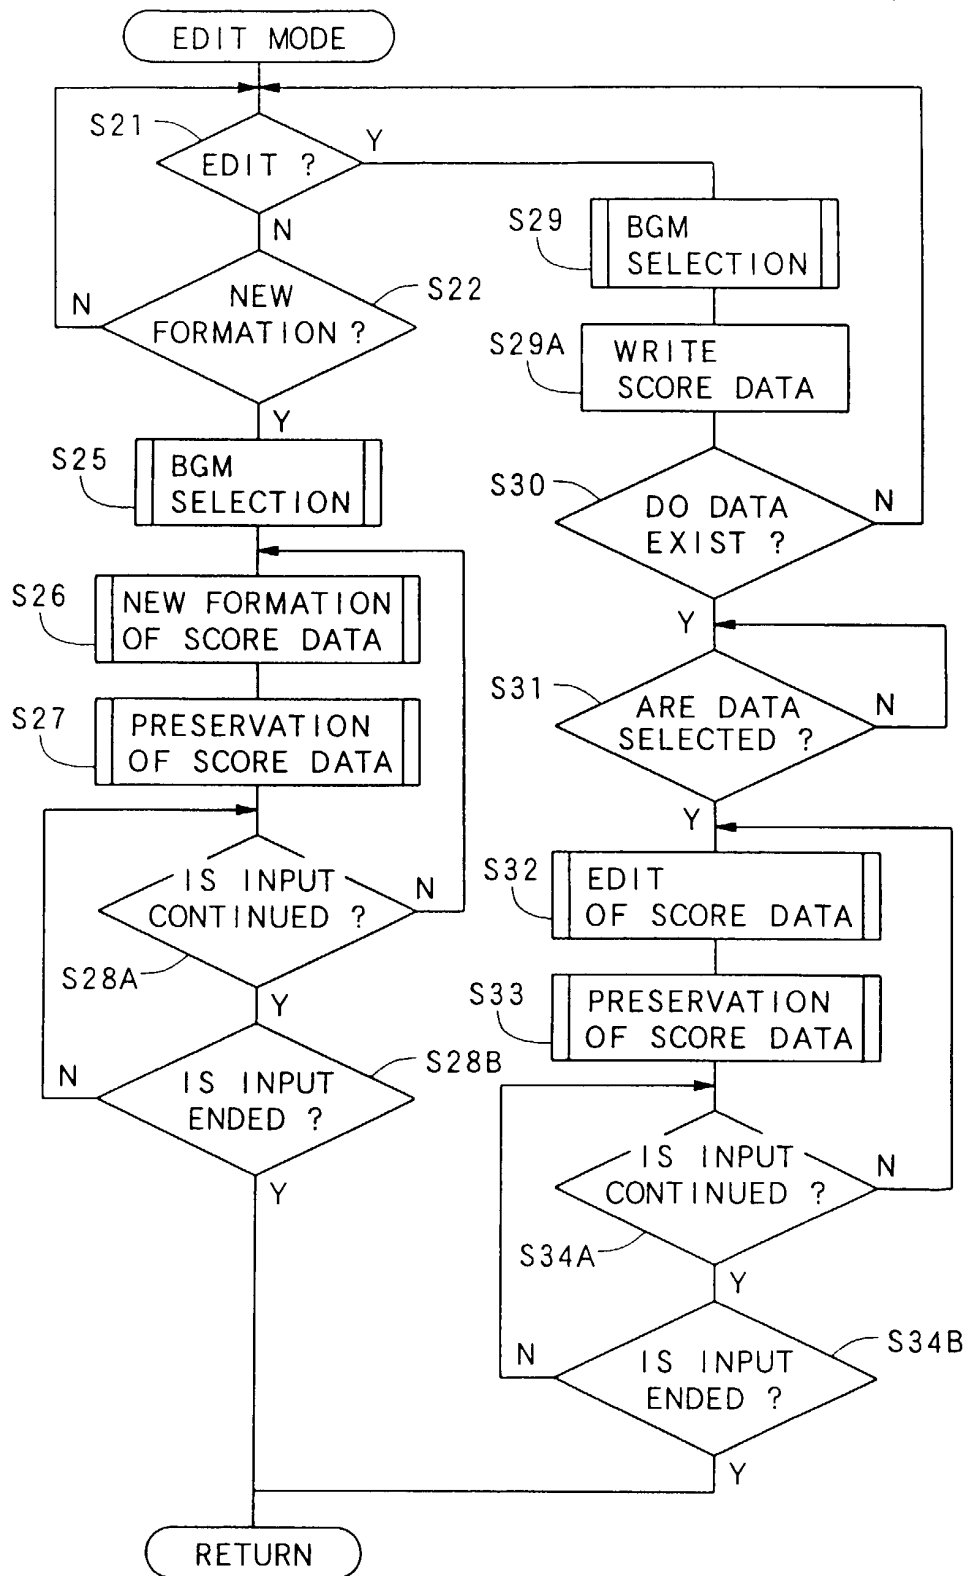 EDIT MODE
S21
EDIT ?
Y
N
S22
NEW
FORMATION ?
N
Y
S25
BGM
SELECTION
S26
NEW FORMATION
OF SCORE DATA
S27
PRESERVATION
OF SCORE DATA
IS INPUT
CONTINUED ?
N
S28A
Y
S28B
IS INPUT
ENDED ?
N
Y
S29
BGM
SELECTION
S29A
WRITE
SCORE DATA
S30
DO DATA
EXIST ?
N
Y
S31
ARE DATA
SELECTED ?
N
Y
S32
EDIT
OF SCORE DATA
S33
PRESERVATION
OF SCORE DATA
IS INPUT
CONTINUED ?
N
S34A
Y
S34B
IS INPUT
ENDED ?
N
Y
RETURN